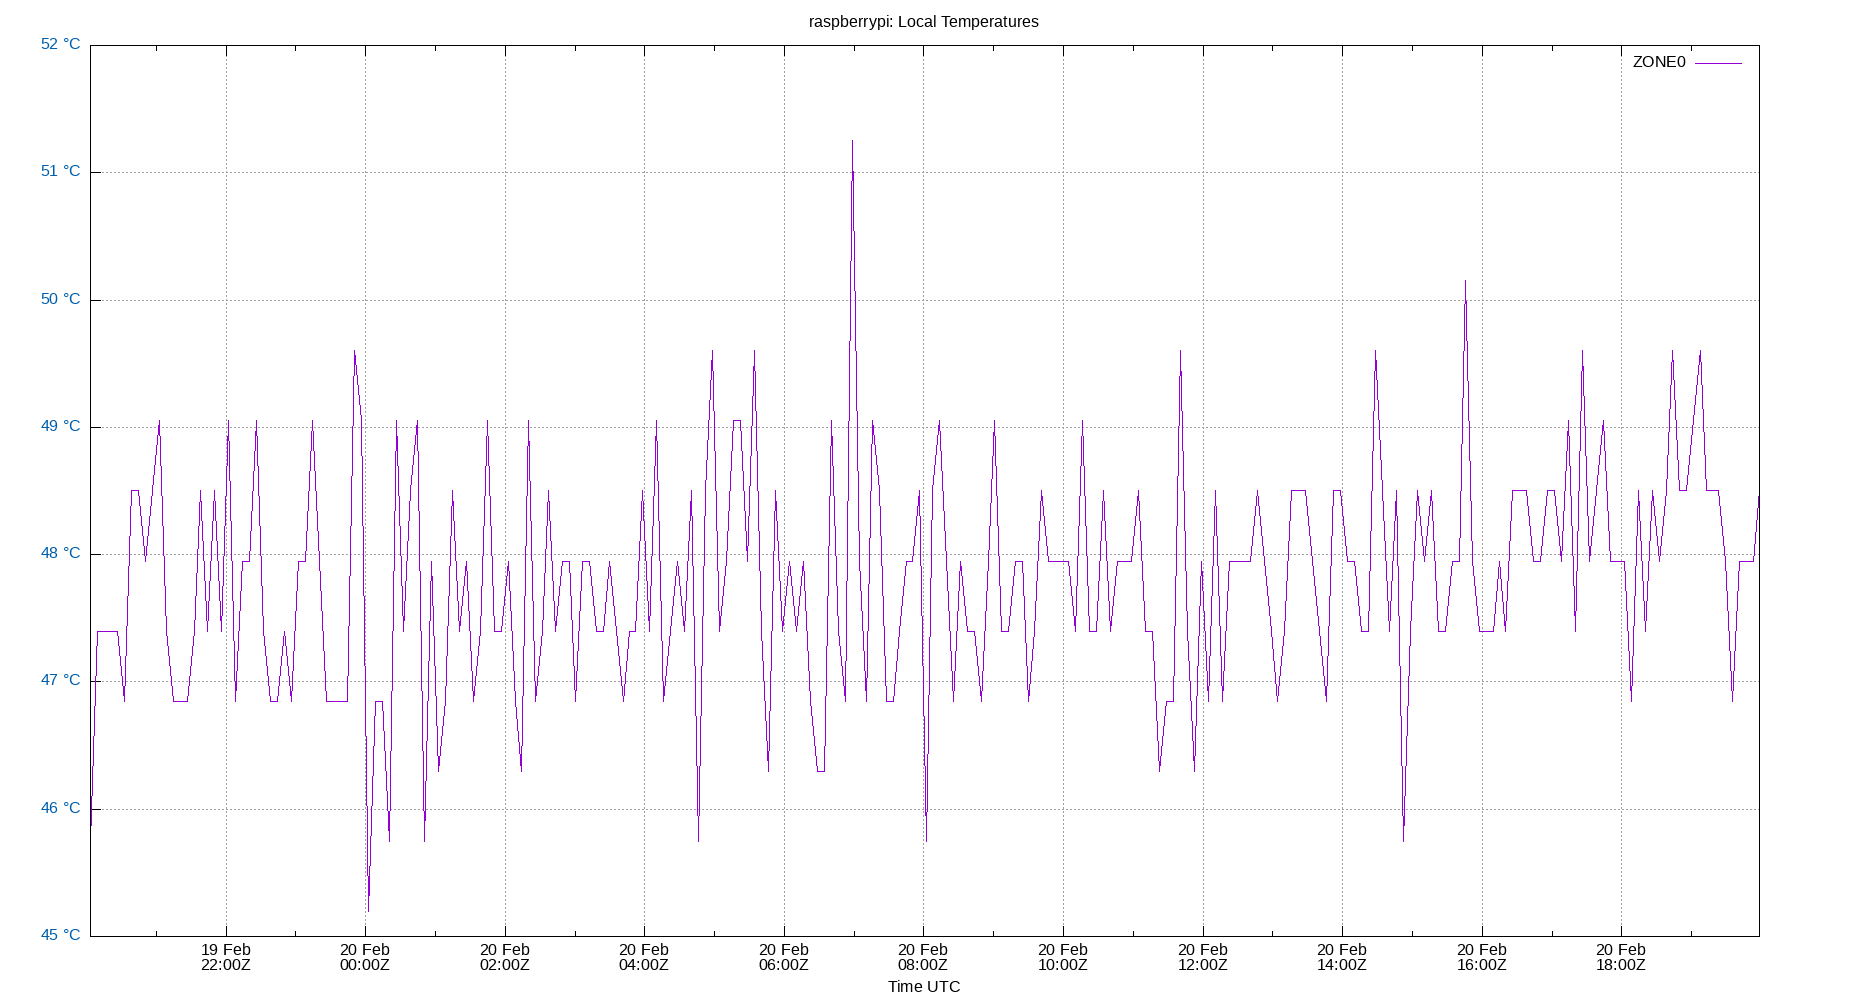 raspberrypi: Local Temperatures
52 °C
ZONE0
51 °C
50 °C
49 °C
48 °C
47 °C
46 °C
45 °C
19 Feb 20 Feb 20 Feb 20 Feb 20 Feb 20 Feb 20 Feb 20 Feb 20 Feb 20 Feb 20 Feb
22:00Z 00:00Z 02:00Z 04:00Z 06:00Z 08:00Z 10:00Z 12:00Z 14:00Z 16:00Z 18:00Z
Time UTC